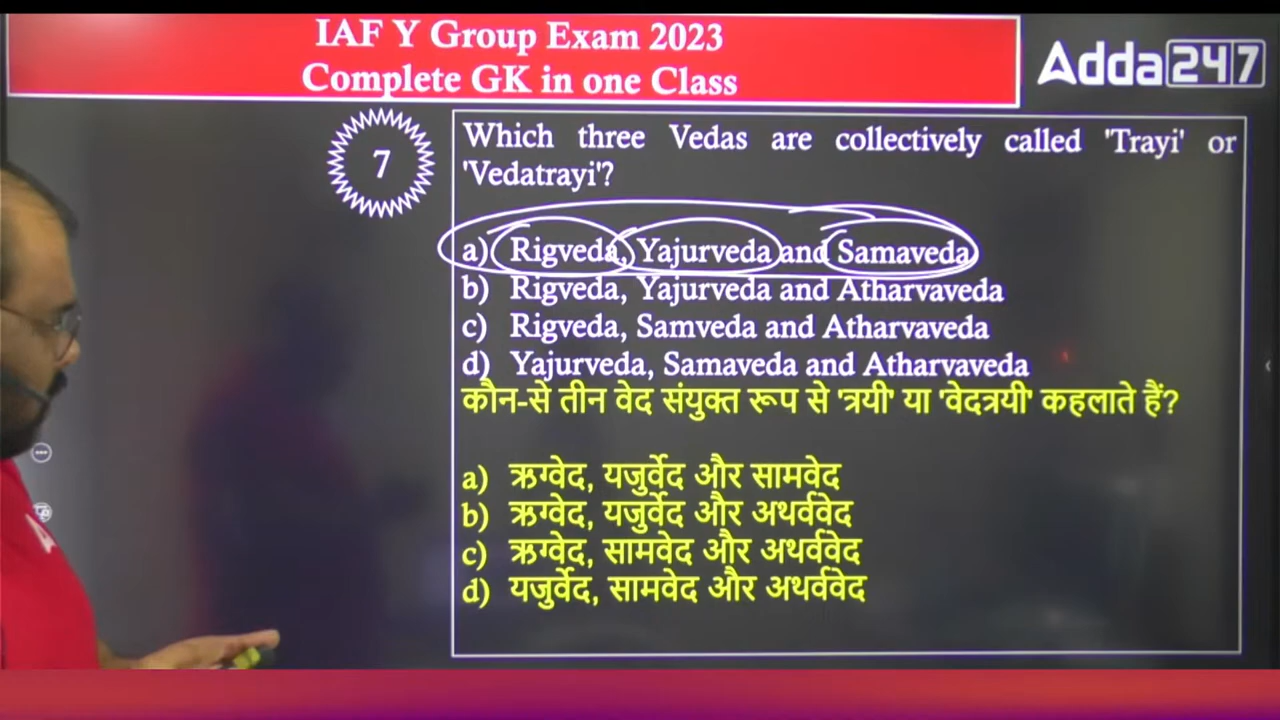 IAF Y Group Exam 2023
Complete GK in one Class
Adda247
7
Which three Vedas are collectively called 'Trayi' or
'Vedatrayi'?
a) Rigveda, Yajurveda and Samaveda
b) Rigveda, Yajurveda and Atharvaveda
c) Rigveda, Samveda and Atharvaveda
d) Yajurveda, Samaveda and Atharvaveda
कौन-से तीन वेद संयुक्त रूप से 'त्रयी' या 'वेदत्रयी' कहलाते हैं?
a) ऋग्वेद, यजुर्वेद और सामवेद
b) ऋग्वेद, यजुर्वेद और अथर्ववेद
c) ऋग्वेद, सामवेद और अथर्ववेद
d) यजुर्वेद, सामवेद और अथर्ववेद